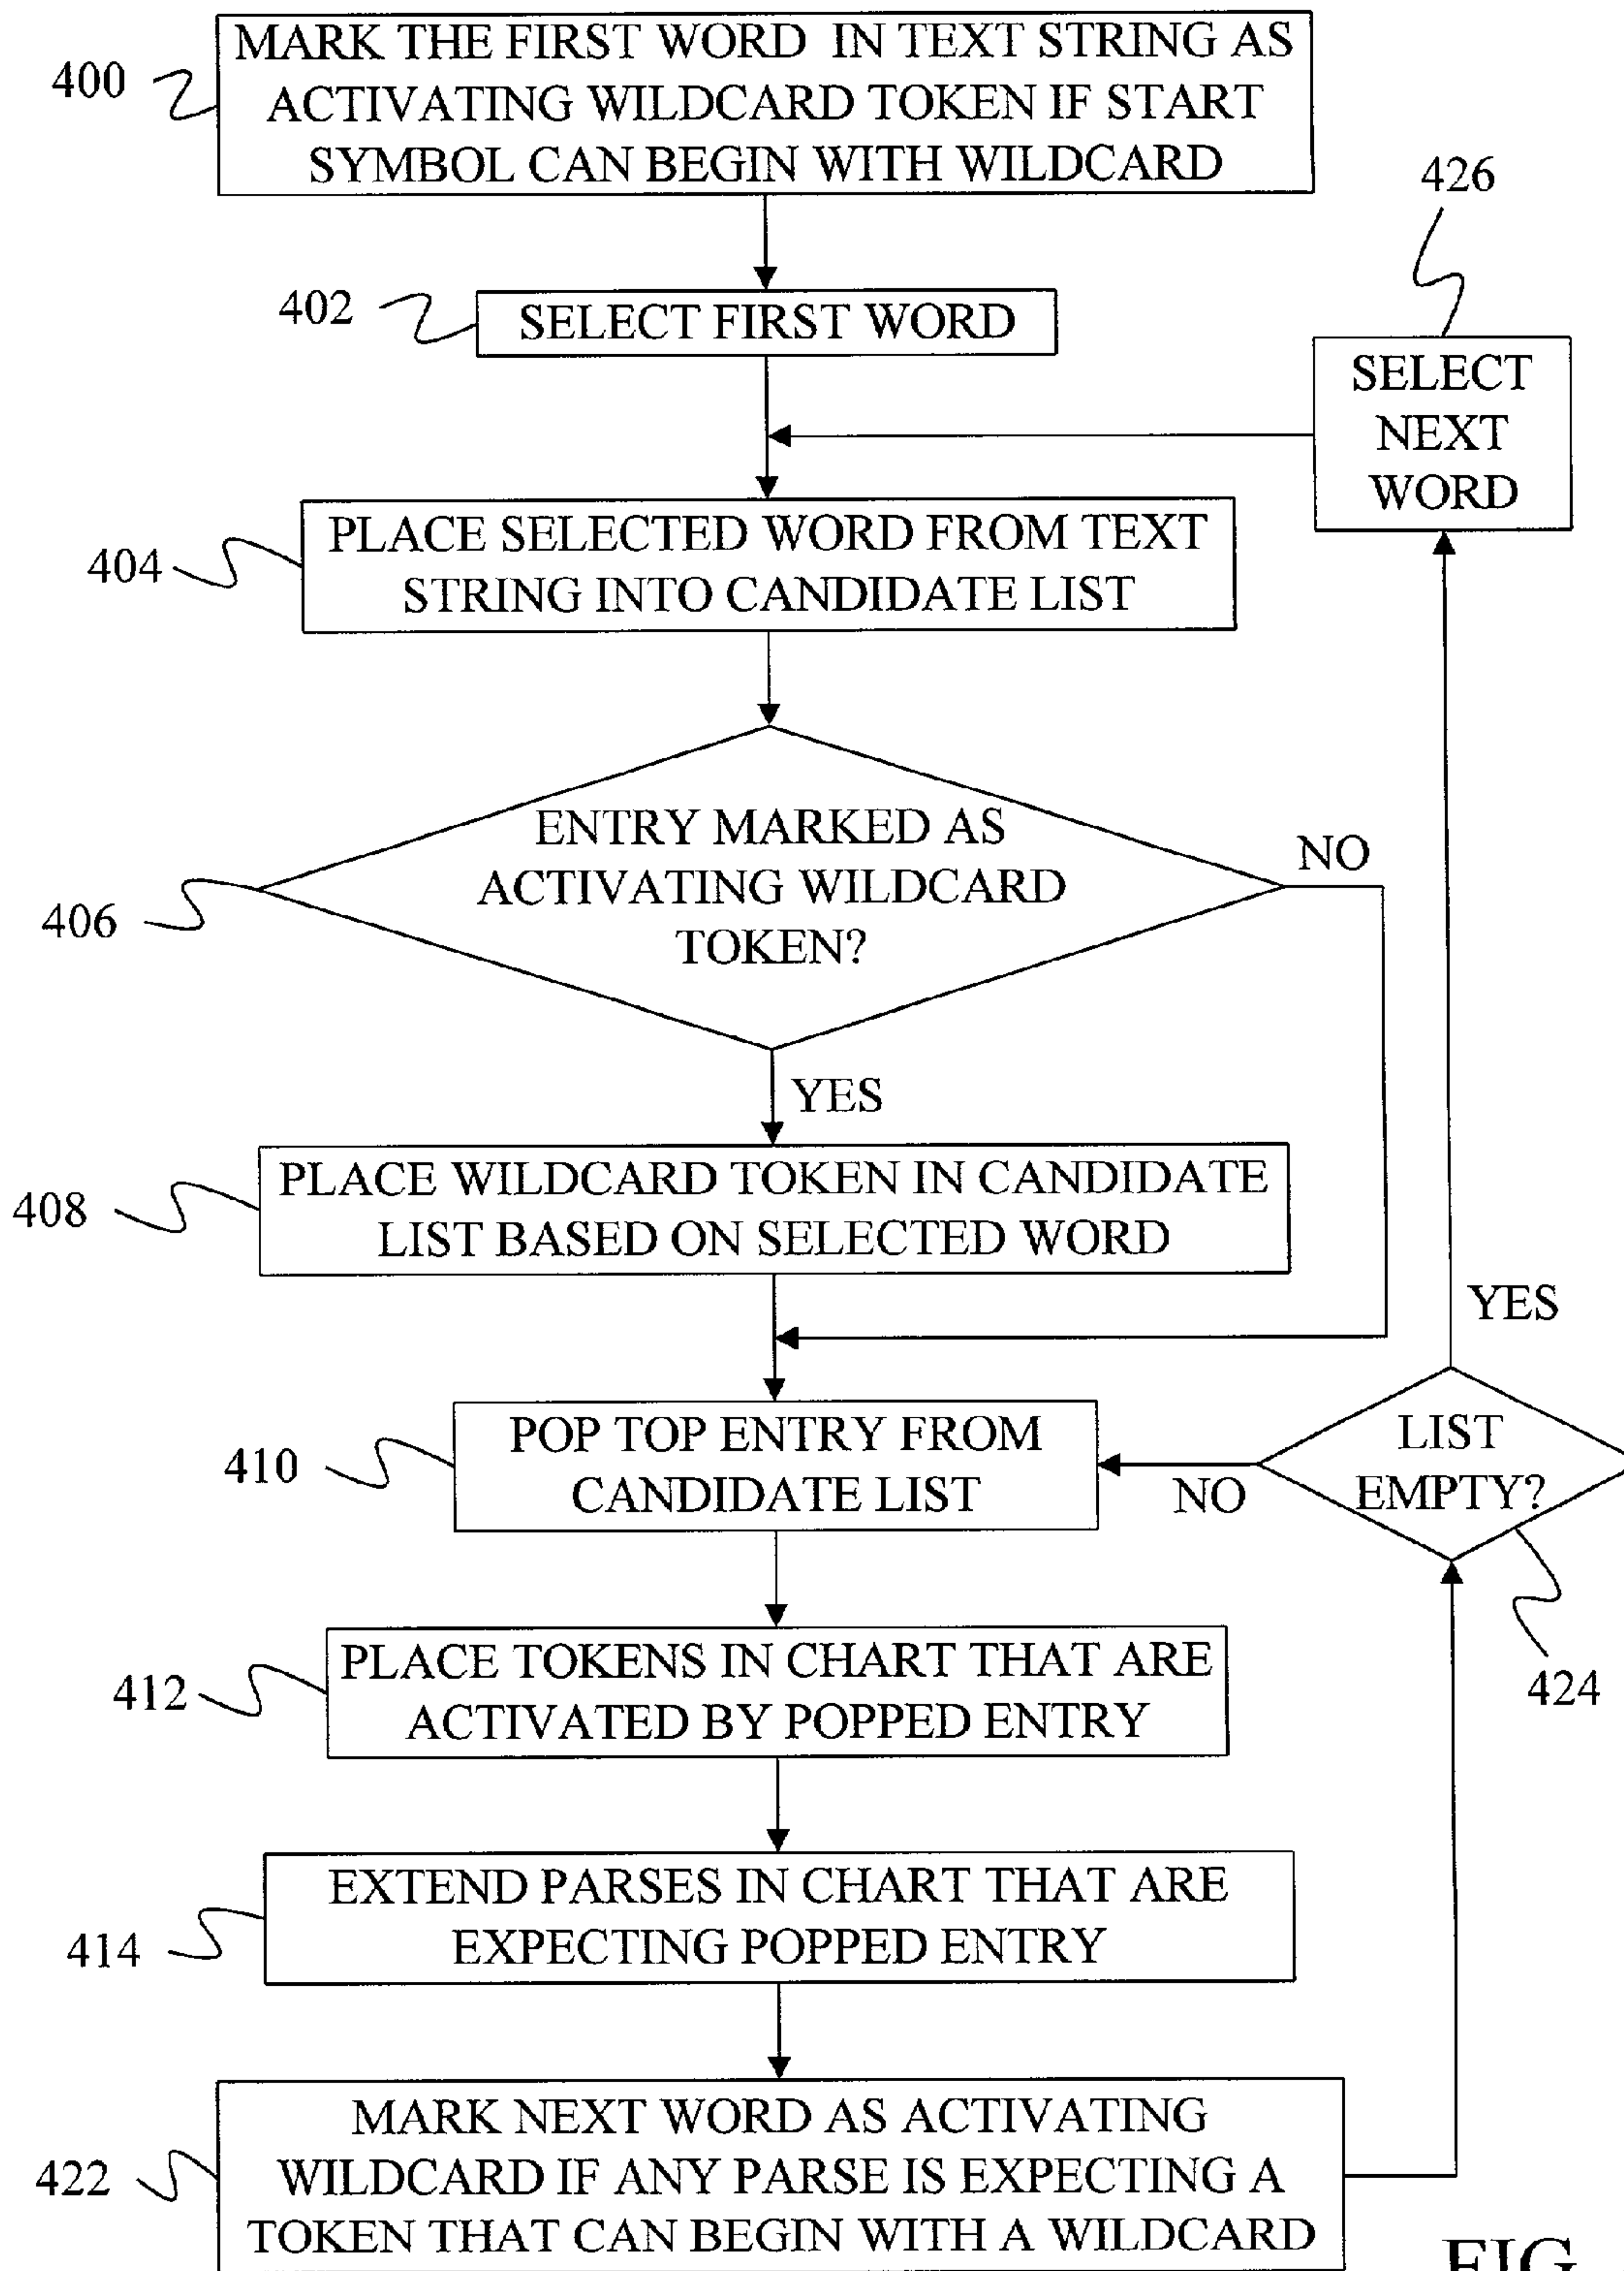 400
MARK THE FIRST WORD IN TEXT STRING AS
ACTIVATING WILDCARD TOKEN IF START
SYMBOL CAN BEGIN WITH WILDCARD
426
402
SELECT FIRST WORD
SELECT
NEXT
WORD
404
PLACE SELECTED WORD FROM TEXT
STRING INTO CANDIDATE LIST
406
ENTRY MARKED AS
ACTIVATING WILDCARD
TOKEN?
NO
YES
408
PLACE WILDCARD TOKEN IN CANDIDATE
LIST BASED ON SELECTED WORD
YES
410
POP TOP ENTRY FROM
CANDIDATE LIST
NO
LIST
EMPTY?
424
412
PLACE TOKENS IN CHART THAT ARE
ACTIVATED BY POPPED ENTRY
414
EXTEND PARSES IN CHART THAT ARE
EXPECTING POPPED ENTRY
422
MARK NEXT WORD AS ACTIVATING
WILDCARD IF ANY PARSE IS EXPECTING A
TOKEN THAT CAN BEGIN WITH A WILDCARD
FIG